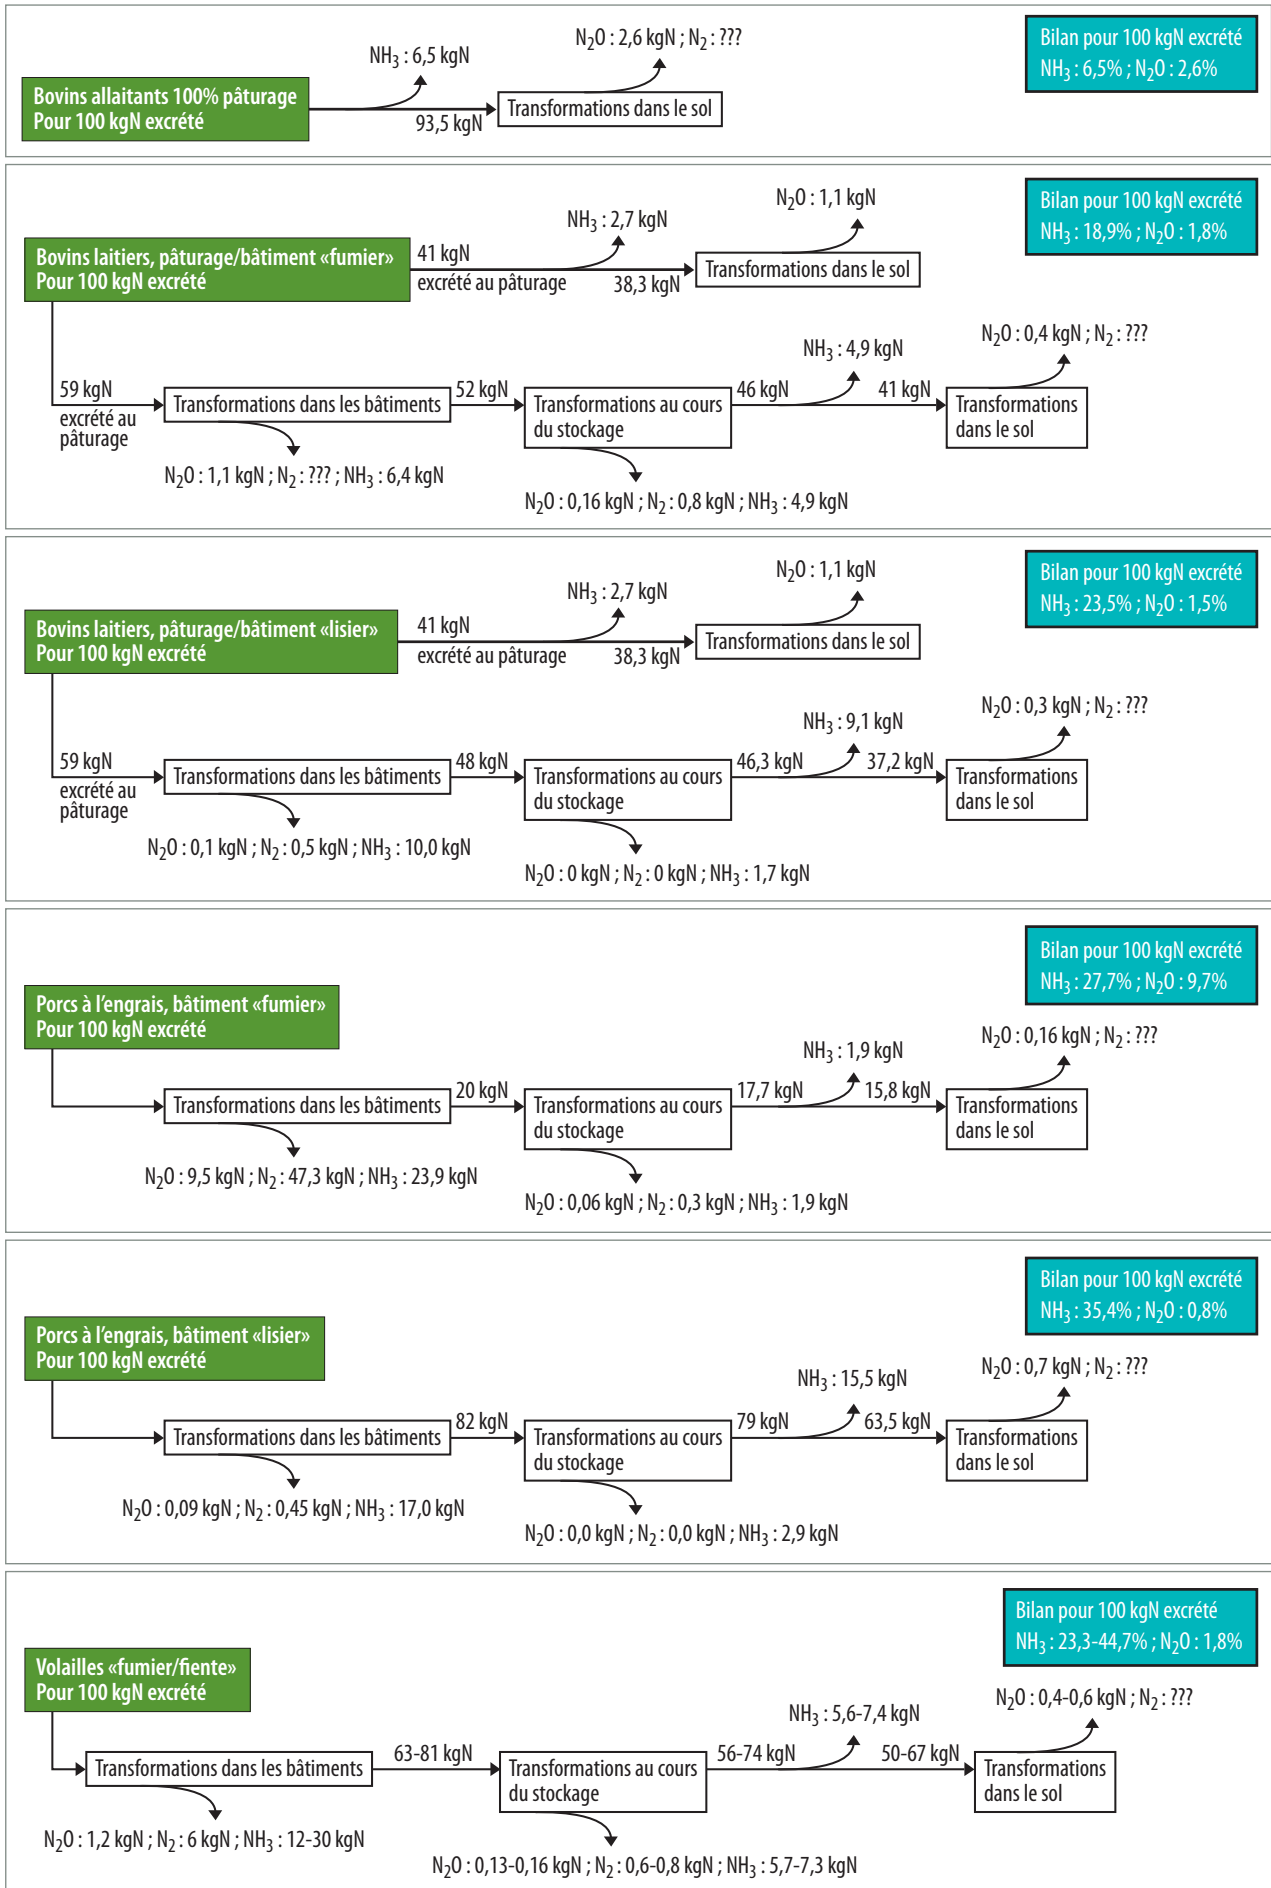 NH3 : 6,5 kgN
N2O : 2,6 kgN ; N2 : ???
Bilan pour 100 kgN excrété
NH3 : 6,5% ; N2O : 2,6%
Bovins allaitants 100% pâturage
Pour 100 kgN excrété
93,5 kgN
Transformations dans le sol
Bilan pour 100 kgN excrété
NH3 : 18,9% ; N2O : 1,8%
N2O : 1,1 kgN
NH3 : 2,7 kgN
Bovins laitiers, pâturage/bâtiment «fumier»
Pour 100 kgN excrété
41 kgN
excrété au pâturage
38,3 kgN
Transformations dans le sol
59 kgN
excrété au
pâturage
Transformations dans les bâtiments
N2O : 1,1 kgN ; N2 : ??? ; NH3 : 6,4 kgN
52 kgN
Transformations au cours
du stockage
N2O : 0,16 kgN ; N2 : 0,8 kgN ; NH3 : 4,9 kgN
46 kgN
NH3 : 4,9 kgN
41 kgN
Transformations
dans le sol
N2O : 0,4 kgN ; N2 : ???
Bilan pour 100 kgN excrété
NH3 : 23,5% ; N2O : 1,5%
N2O : 1,1 kgN
NH3 : 2,7 kgN
Bovins laitiers, pâturage/bâtiment «lisier»
Pour 100 kgN excrété
41 kgN
excrété au pâturage
38,3 kgN
Transformations dans le sol
59 kgN
excrété au
pâturage
Transformations dans les bâtiments
N2O : 0,1 kgN ; N2 : 0,5 kgN ; NH3 : 10,0 kgN
48 kgN
Transformations au cours
du stockage
N2O : 0 kgN ; N2 : 0 kgN ; NH3 : 1,7 kgN
46,3 kgN
NH3 : 9,1 kgN
37,2 kgN
Transformations
dans le sol
N2O : 0,3 kgN ; N2 : ???
Bilan pour 100 kgN excrété
NH3 : 27,7% ; N2O : 9,7%
Porcs à l'engrais, bâtiment «fumier»
Pour 100 kgN excrété
Transformations dans les bâtiments
N2O : 9,5 kgN ; N2 : 47,3 kgN ; NH3 : 23,9 kgN
20 kgN
Transformations au cours
du stockage
N2O : 0,06 kgN ; N2 : 0,3 kgN ; NH3 : 1,9 kgN
17,7 kgN
NH3 : 1,9 kgN
15,8 kgN
Transformations
dans le sol
N2O : 0,16 kgN ; N2 : ???
Bilan pour 100 kgN excrété
NH3 : 35,4% ; N2O : 0,8%
Porcs à l'engrais, bâtiment «lisier»
Pour 100 kgN excrété
Transformations dans les bâtiments
N2O : 0,09 kgN ; N2 : 0,45 kgN ; NH3 : 17,0 kgN
82 kgN
Transformations au cours
du stockage
N2O : 0,0 kgN ; N2 : 0,0 kgN ; NH3 : 2,9 kgN
79 kgN
NH3 : 15,5 kgN
63,5 kgN
Transformations
dans le sol
N2O : 0,7 kgN ; N2 : ???
Bilan pour 100 kgN excrété
NH3 : 23,3-44,7% ; N2O : 1,8%
Volailles «fumier/fiente»
Pour 100 kgN excrété
Transformations dans les bâtiments
N2O : 1,2 kgN ; N2 : 6 kgN ; NH3 : 12-30 kgN
63-81 kgN
Transformations au cours
du stockage
N2O : 0,13-0,16 kgN ; N2 : 0,6-0,8 kgN ; NH3 : 5,7-7,3 kgN
56-74 kgN
NH3 : 5,6-7,4 kgN
50-67 kgN
Transformations
dans le sol
N2O : 0,4-0,6 kgN ; N2 : ???